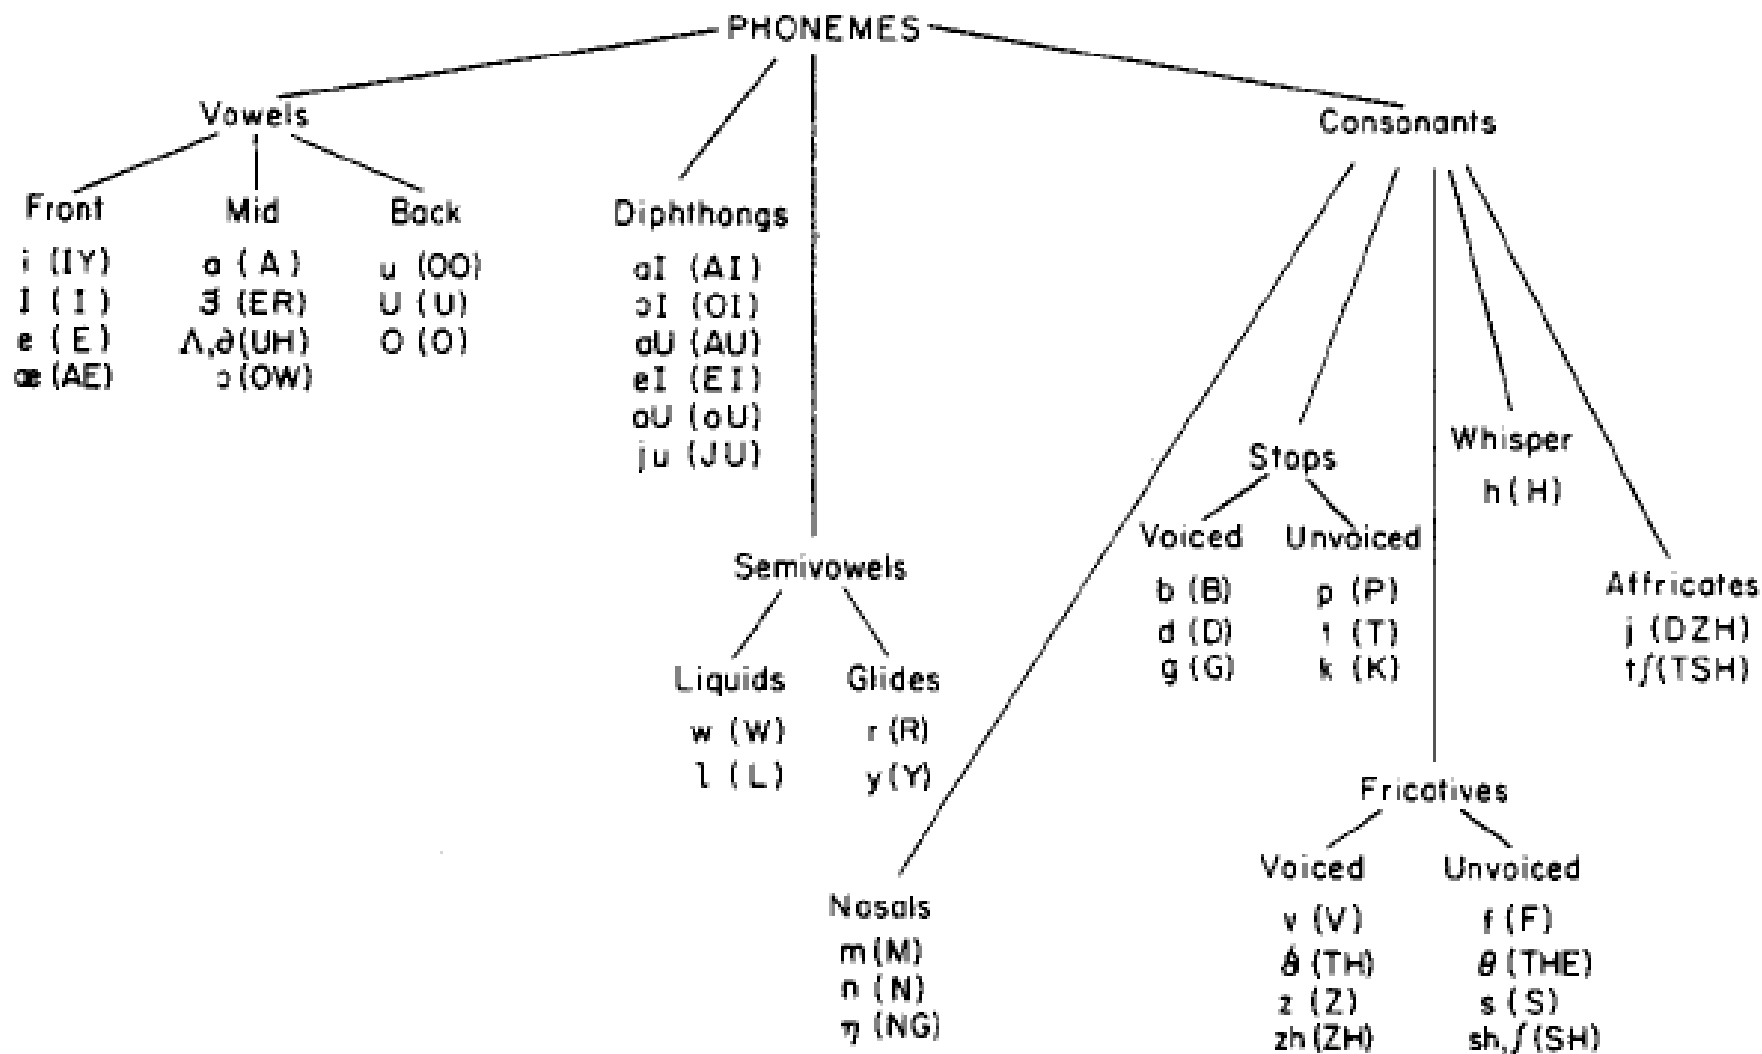 PHONEMES
Vowels
Consonants
Front Mid Back
i (IY) a (A) u (OO)
I (I) ɝ (ER) U (U)
e (E) Λ,ə(UH) O (O)
æ (AE) ɔ (OW)
Diphthongs
aI (AI)
ɔI (OI)
aU (AU)
eI (EI)
oU (oU)
ju (JU)
Semivowels
Liquids Glides
w (W) r (R)
l (L) y (Y)
Nasals
m (M)
n (N)
η (NG)
Stops
Voiced Unvoiced
b (B) p (P)
d (D) t (T)
g (G) k (K)
Whisper
h (H)
Affricates
j (DZH)
t∫(TSH)
Fricatives
Voiced Unvoiced
v (V) f (F)
(TH) θ (THE)
z (Z) s (S)
zh (ZH) sh,∫(SH)